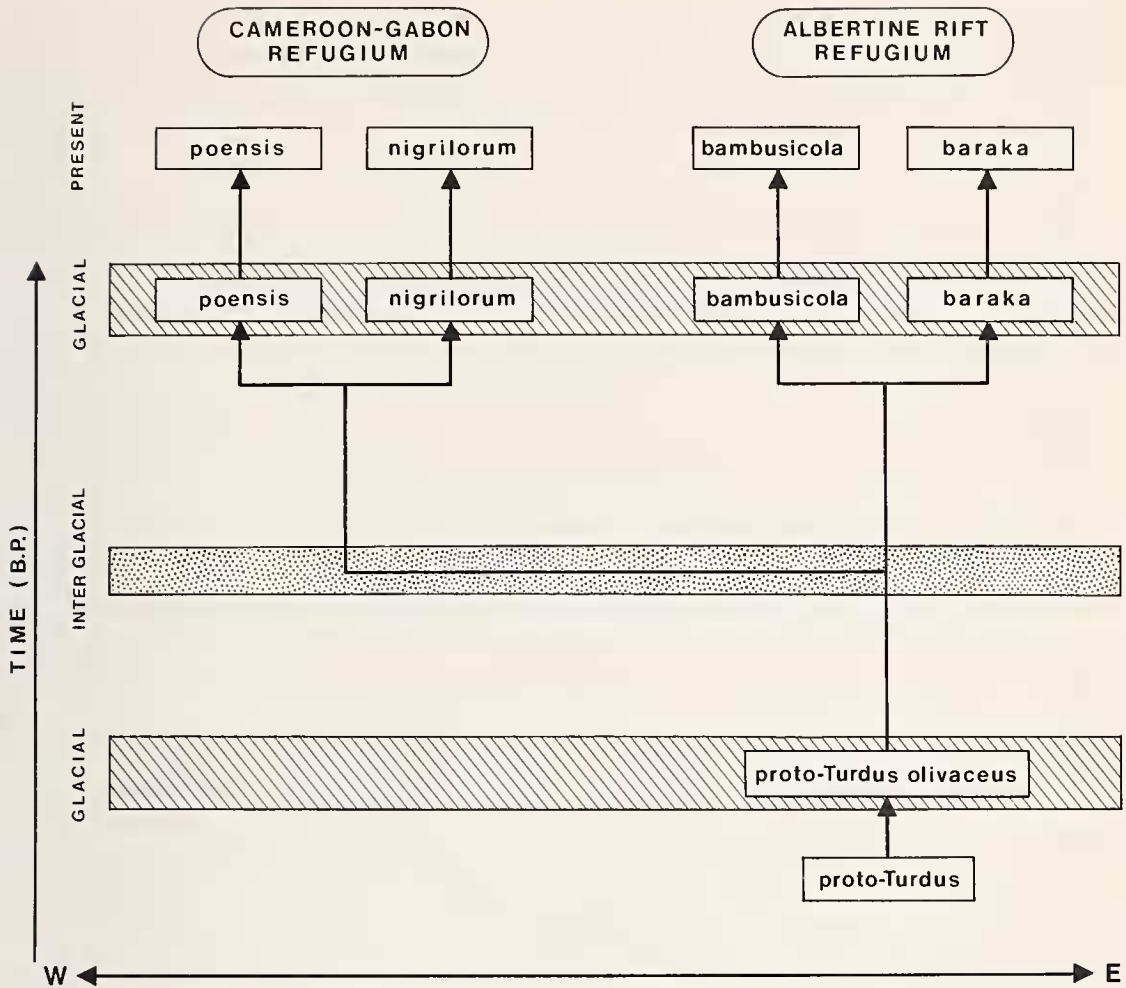 CAMEROON-GABON
REFUGIUM
ALBERTINE RIFT
REFUGIUM
PRESENT
poensis
nigrilorum
bambusicola
baraka
GLACIAL
poensis
nigrilorum
bambusicola
baraka
INTER GLACIAL
TIME (B.P.)
GLACIAL
proto-Turdus olivaceus
proto-Turdus
W
E